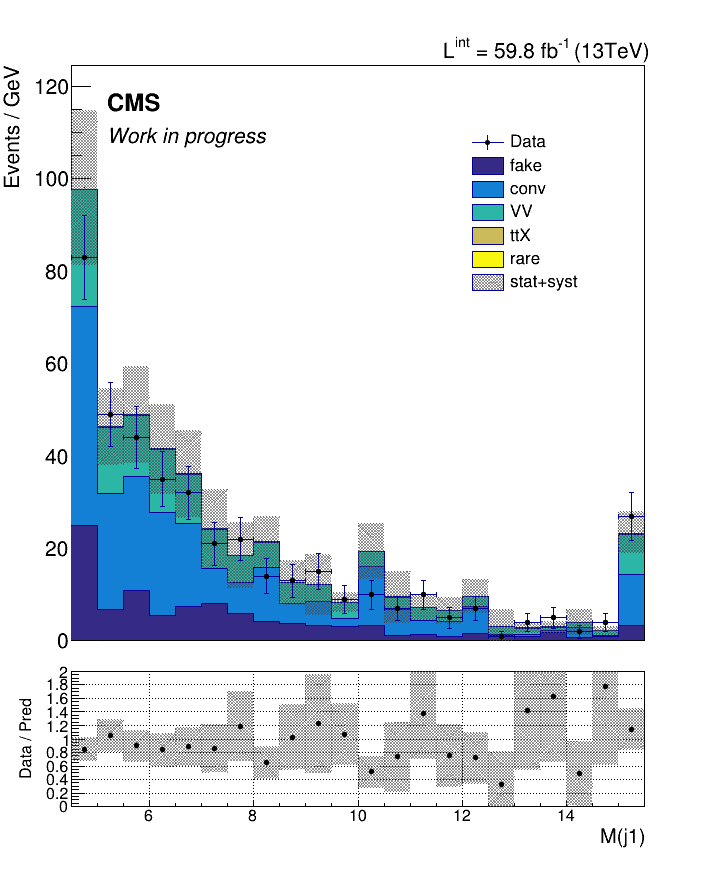 L^int = 59.8 fb^-1 (13TeV)
Events / GeV
120
100
80
60
40
20
0
CMS
Work in progress
Data
fake
conv
VV
ttX
rare
stat+syst
Data / Pred
2
1.8
1.6
1.4
1.2
1
0.8
0.6
0.4
0.2
0
6 8 10 12 14
M(j1)